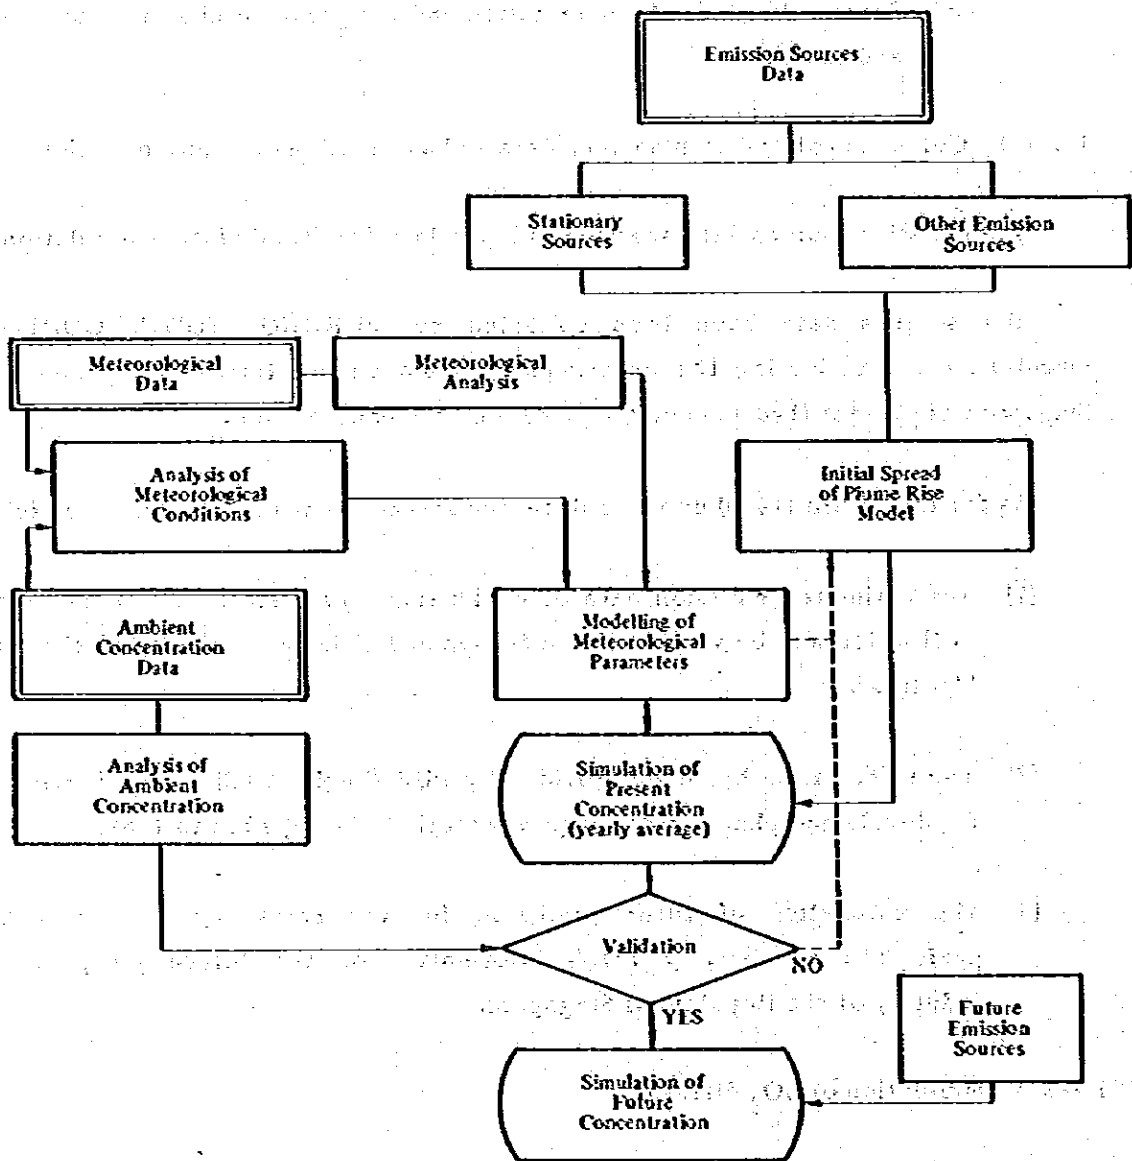 Emission Sources
Data
Stationary
Sources
Other Emission
Sources
Meteorological
Data
Meteorological
Analysis
Analysis of
Meteorological
Conditions
Initial Spread
of Plume Rise
Model
Ambient
Concentration
Data
Modelling of
Meteorological
Parameters
Analysis of
Ambient
Concentration
Simulation of
Present
Concentration
(yearly average)
Validation
NO
YES
Future
Emission
Sources
Simulation of
Future
Concentration